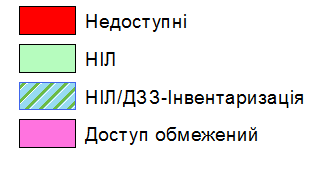 Недоступні
НІЛ
НІЛ/ДЗЗ-Інвентаризація
Доступ обмежений